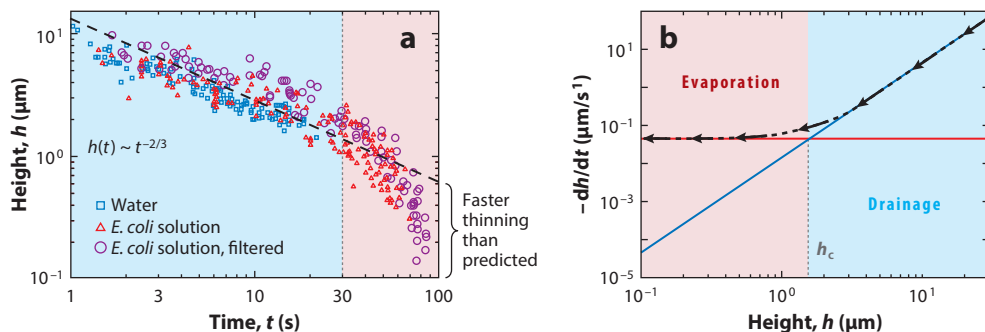 a
Height, h (μm)
10¹
10⁰
10⁻¹
h(t) ~ t⁻²/³
Water
E. coli solution
E. coli solution, filtered
1
3
10
30
100
Time, t (s)
Faster
thinning
than
predicted
b
−dh/dt (μm/s¹)
10¹
10⁻¹
10⁻³
10⁻⁵
Evaporation
Drainage
h_c
10⁻¹
10⁰
10¹
Height, h (μm)